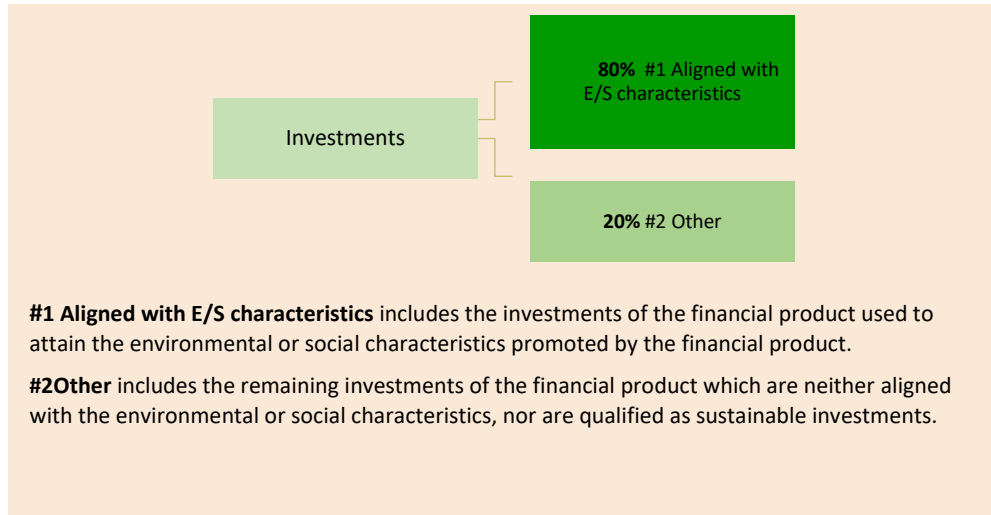 80% #1 Aligned with
E/S characteristics
Investments
20% #2 Other
#1 Aligned with E/S characteristics includes the investments of the financial product used to
attain the environmental or social characteristics promoted by the financial product.
#2Other includes the remaining investments of the financial product which are neither aligned
with the environmental or social characteristics, nor are qualified as sustainable investments.